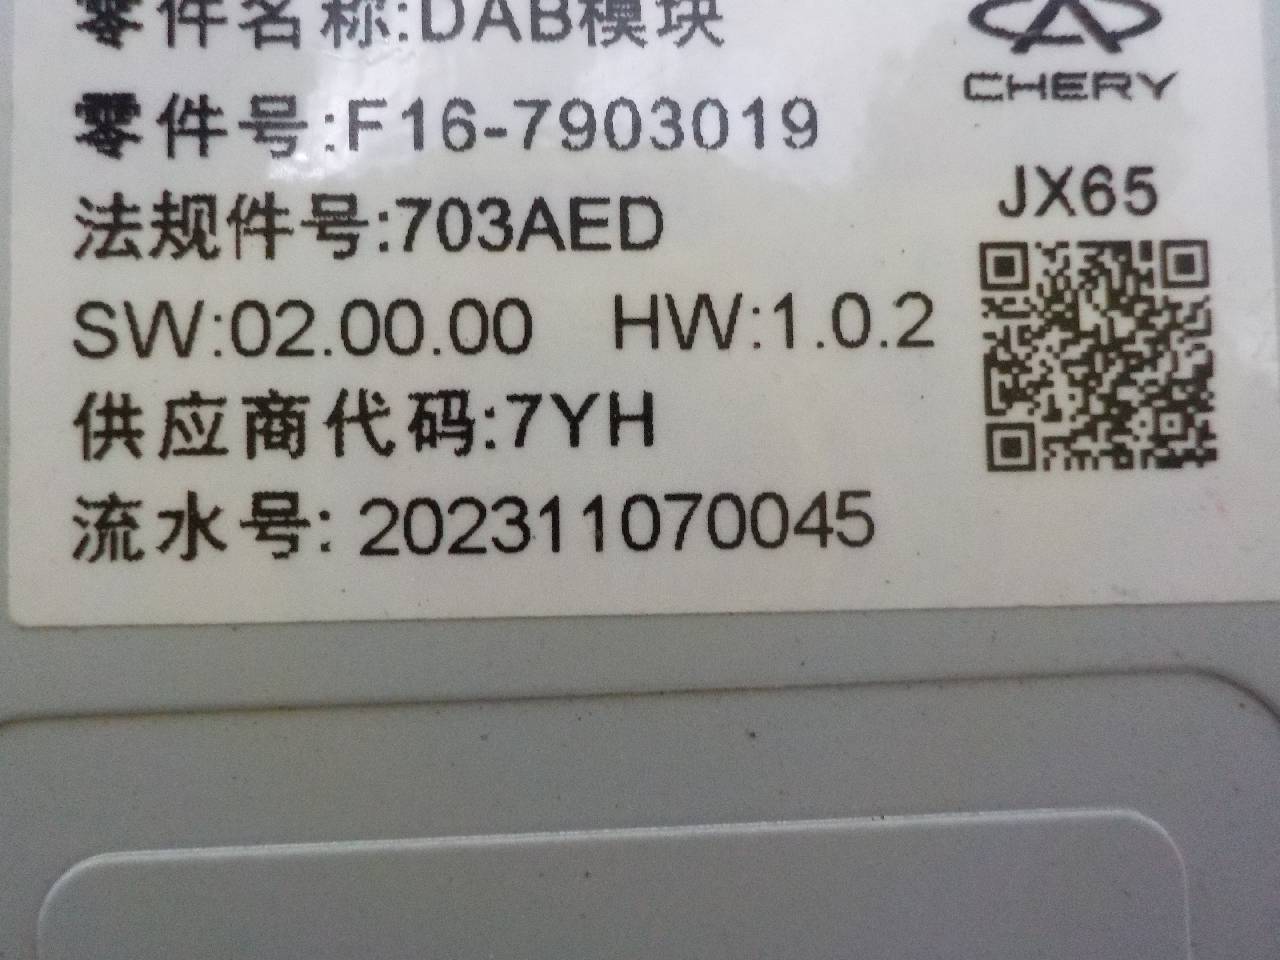 零件名称:DAB模块
CHERY
零件号:F16-7903019
JX65
法规件号:703AED
SW:02.00.00 HW:1.0.2
供应商代码:7YH
流水号: 202311070045